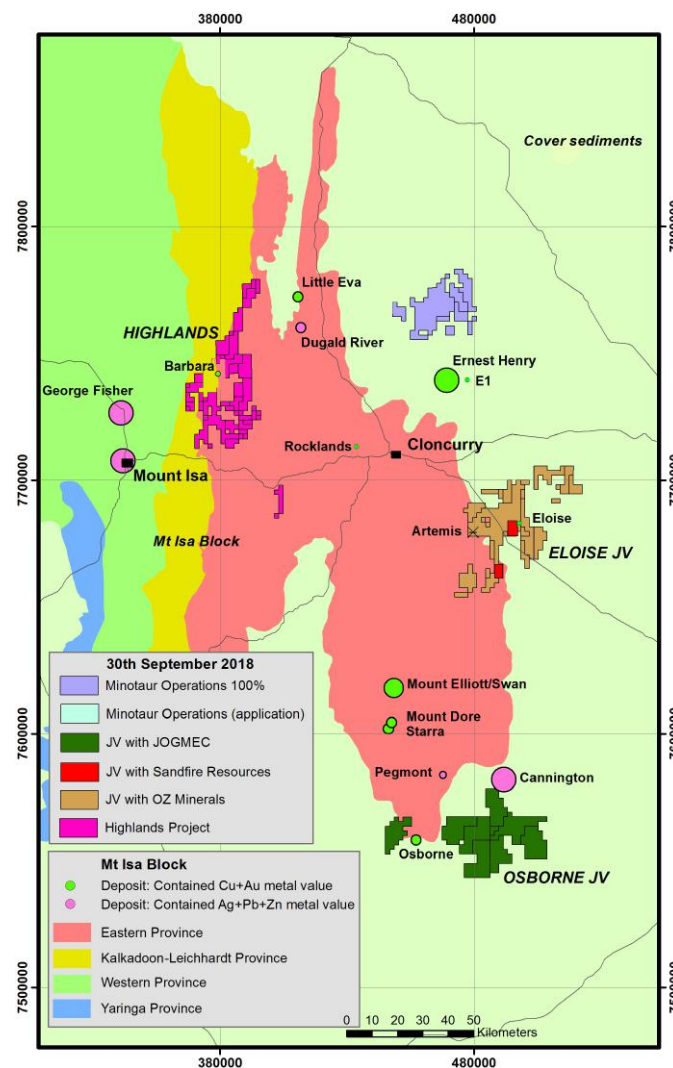 380000
480000
Cover sediments
7800000
7800000
Little Eva
HIGHLANDS
Dugald River
Barbara
Ernest Henry
E1
George Fisher
Rocklands
Cloncurry
Mount Isa
7700000
7700000
Eloise
Artemis
Mt Isa Block
ELOISE JV
30th September 2018
Minotaur Operations 100%
Minotaur Operations (application)
JV with JOGMEC
JV with Sandfire Resources
JV with OZ Minerals
Highlands Project
Mount Elliott/Swan
Mount Dore
Starra
7600000
7600000
Pegmont
Cannington
Osborne
OSBORNE JV
Mt Isa Block
Deposit: Contained Cu+Au metal value
Deposit: Contained Ag+Pb+Zn metal value
Eastern Province
Kalkadoon-Leichhardt Province
Western Province
Yaringa Province
7500000
7500000
0 10 20 30 40 50
Kilometers
380000
480000